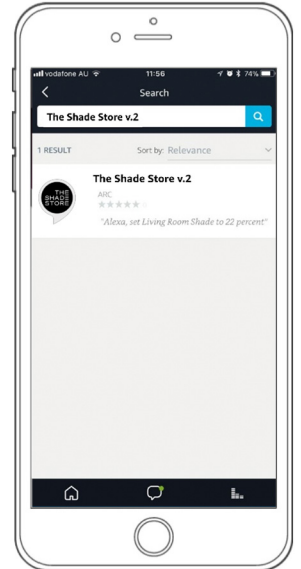 vodafone AU 11:56 74%
Search
The Shade Store v.2
1 RESULT Sort by: Relevance
THE
SHADE
STORE
The Shade Store v.2
ARC
"Alexa, set Living Room Shade to 22 percent"